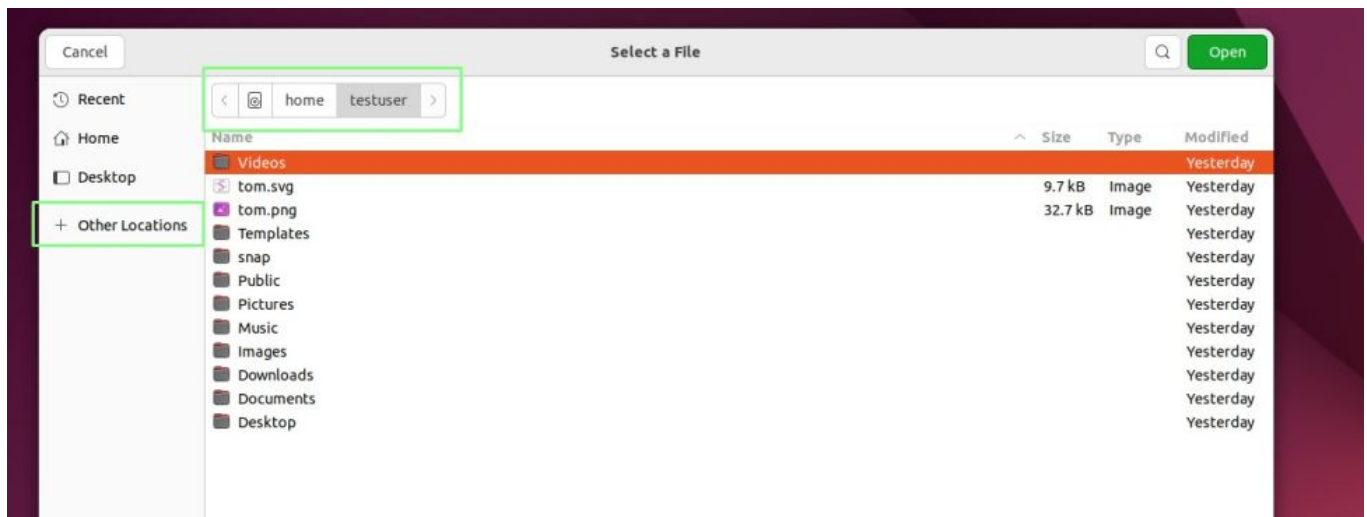 Cancel Select a File Open
Recent
home testuser
Home
Name Size Type Modified
Videos Yesterday
Desktop
tom.svg 9.7 kB Image Yesterday
tom.png 32.7 kB Image Yesterday
+ Other Locations
Templates Yesterday
snap Yesterday
Public Yesterday
Pictures Yesterday
Music Yesterday
Images Yesterday
Downloads Yesterday
Documents Yesterday
Desktop Yesterday